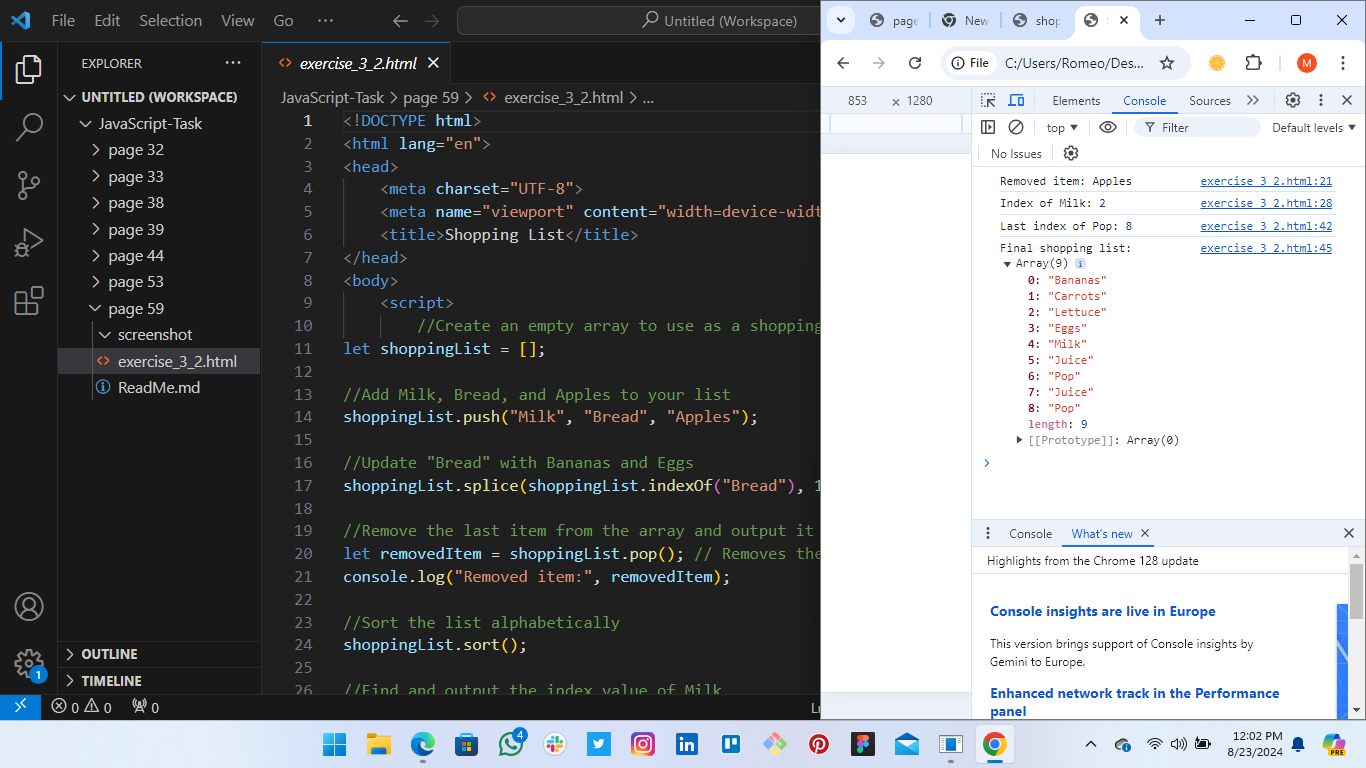 File Edit Selection View Go ··· Untitled (Workspace)
EXPLORER ···
UNTITLED (WORKSPACE)
JavaScript-Task
page 32
page 33
page 38
page 39
page 44
page 53
page 59
screenshot
exercise_3_2.html
ReadMe.md
OUTLINE
TIMELINE
1
0 0 0
exercise_3_2.html
JavaScript-Task > page 59 > exercise_3_2.html > ...
1 <!DOCTYPE html>
2 <html lang="en">
3 <head>
4 <meta charset="UTF-8">
5 <meta name="viewport" content="width=device-widt
6 <title>Shopping List</title>
7 </head>
8 <body>
9 <script>
10 //Create an empty array to use as a shopping
11 let shoppingList = [];
12
13 //Add Milk, Bread, and Apples to your list
14 shoppingList.push("Milk", "Bread", "Apples");
15
16 //Update "Bread" with Bananas and Eggs
17 shoppingList.splice(shoppingList.indexOf("Bread"), 1
18
19 //Remove the last item from the array and output it
20 let removedItem = shoppingList.pop(); // Removes the
21 console.log("Removed item:", removedItem);
22
23 //Sort the list alphabetically
24 shoppingList.sort();
25
26 //Find and output the index value of Milk
page New shop
File C:/Users/Romeo/Des... M
853 × 1280
Elements Console Sources
top Filter Default levels
No Issues
Removed item: Apples exercise_3_2.html:21
Index of Milk: 2 exercise_3_2.html:28
Last index of Pop: 8 exercise_3_2.html:42
Final shopping list: exercise_3_2.html:45
Array(9) i
0: "Bananas"
1: "Carrots"
2: "Lettuce"
3: "Eggs"
4: "Milk"
5: "Juice"
6: "Pop"
7: "Juice"
8: "Pop"
length: 9
[[Prototype]]: Array(0)
Console What's new
Highlights from the Chrome 128 update
Console insights are live in Europe
This version brings support of Console insights by
Gemini to Europe.
Enhanced network track in the Performance
panel
4
12:02 PM
8/23/2024
PRE